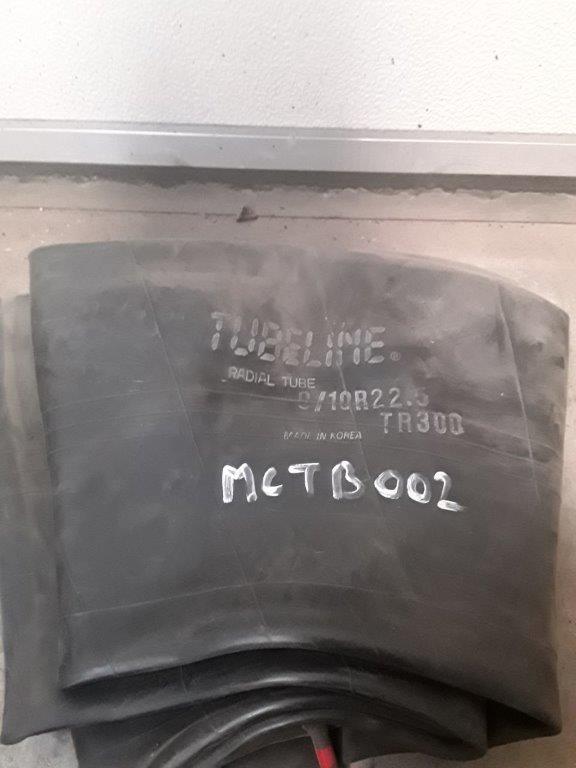 TUBELINE®
RADIAL TUBE
9/10R22.5
TR300
MADE IN KOREA
MCTB002